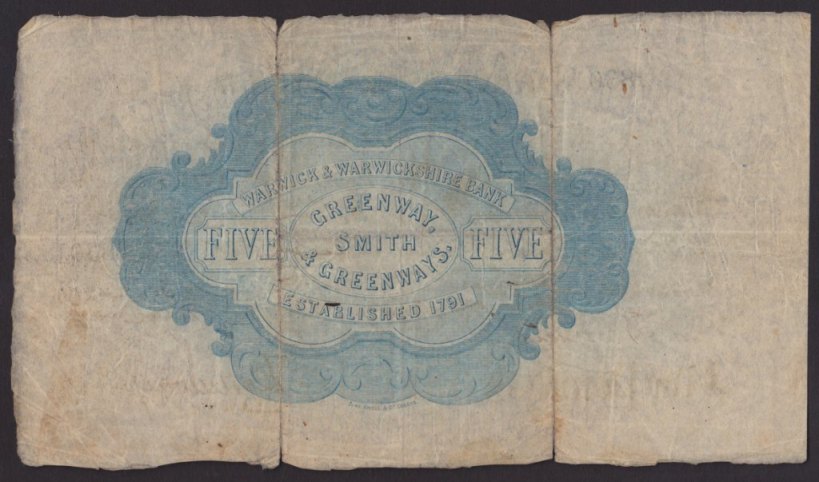 WARWICK & WARWICKSHIRE BANK
GREENWAY,
FIVE SMITH FIVE
& GREENWAYS.
ESTABLISHED 1791